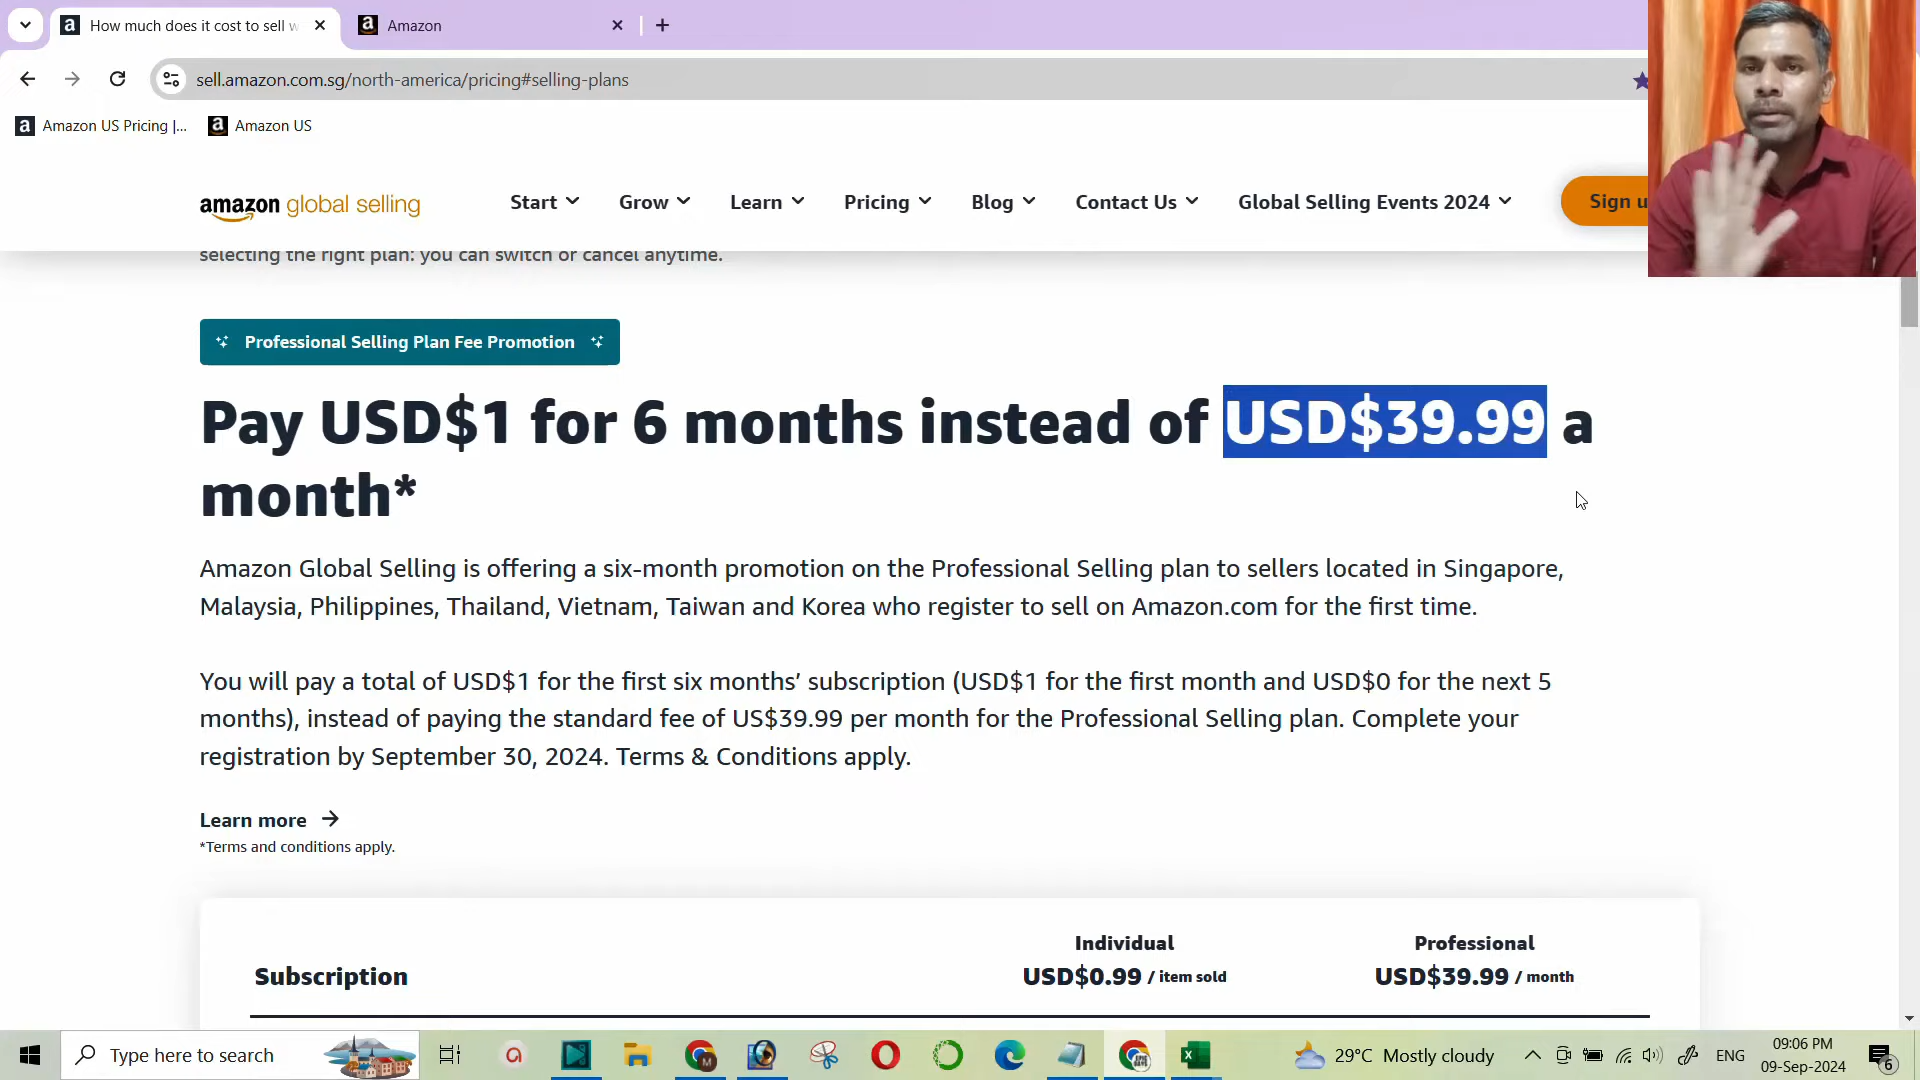 How much does it cost to sell w
Amazon
sell.amazon.com.sg/north-america/pricing#selling-plans
Amazon US Pricing |...
Amazon US
amazon global selling
Start
Grow
Learn
Pricing
Blog
Contact Us
Global Selling Events 2024
Sign u
selecting the right plan: you can switch or cancel anytime.
Professional Selling Plan Fee Promotion
Pay USD$1 for 6 months instead of USD$39.99 a
month*
Amazon Global Selling is offering a six-month promotion on the Professional Selling plan to sellers located in Singapore,
Malaysia, Philippines, Thailand, Vietnam, Taiwan and Korea who register to sell on Amazon.com for the first time.
You will pay a total of USD$1 for the first six months’ subscription (USD$1 for the first month and USD$0 for the next 5
months), instead of paying the standard fee of US$39.99 per month for the Professional Selling plan. Complete your
registration by September 30, 2024. Terms & Conditions apply.
Learn more
*Terms and conditions apply.
Individual
Professional
Subscription
USD$0.99 / item sold
USD$39.99 / month
Type here to search
29°C Mostly cloudy
ENG
09:06 PM
09-Sep-2024
6